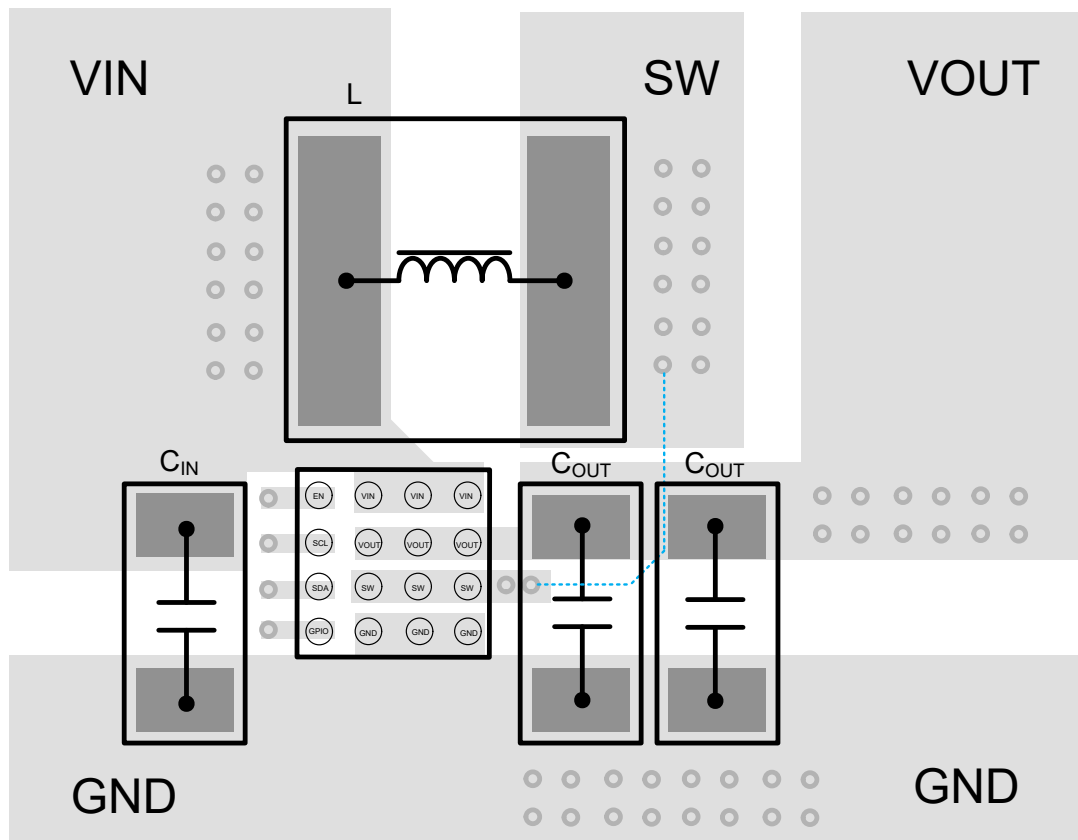 VIN SW VOUT
L
CIN COUT COUT
EN VIN VIN VIN
SCL VOUT VOUT VOUT
SDA SW SW SW
GPIO GND GND GND
GND GND